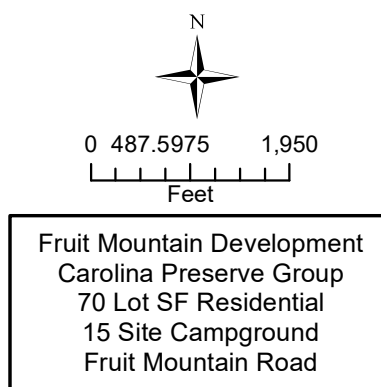 N
0 487.5975 1,950
Feet
Fruit Mountain Development
Carolina Preserve Group
70 Lot SF Residential
15 Site Campground
Fruit Mountain Road